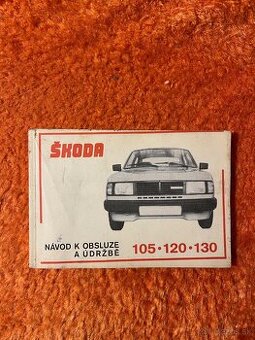 ŠKODA
NÁVOD K OBSLUZE
A ÚDRŽBĚ
105 • 120 • 130